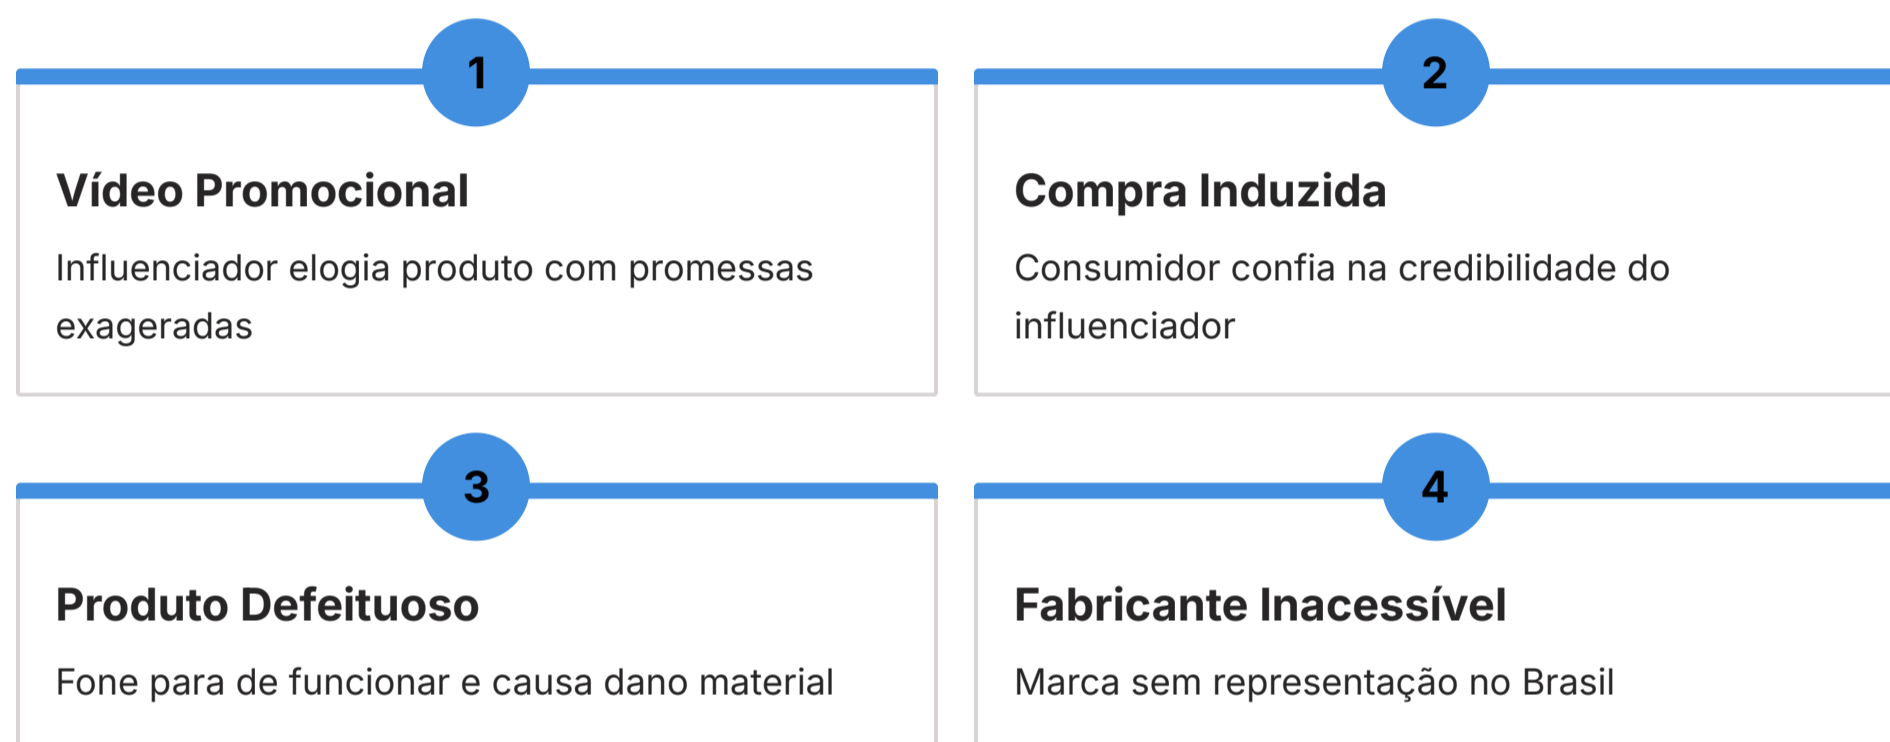 1
Vídeo Promocional
Influenciador elogia produto com promessas
exageradas
2
Compra Induzida
Consumidor confia na credibilidade do
influenciador
3
Produto Defeituoso
Fone para de funcionar e causa dano material
4
Fabricante Inacessível
Marca sem representação no Brasil